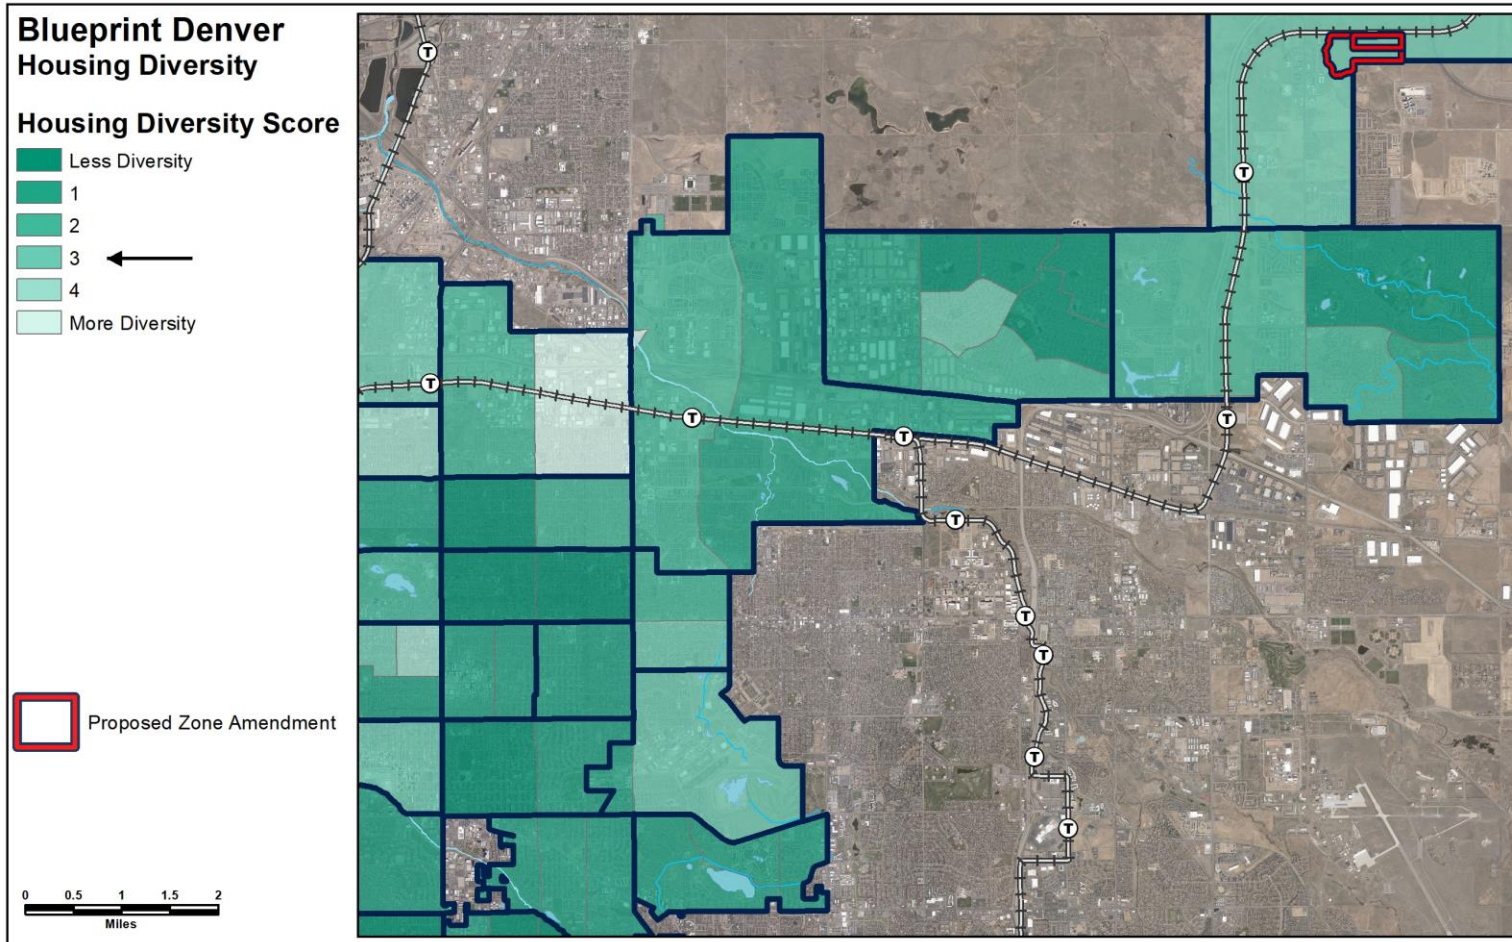 Blueprint Denver
Housing Diversity
Housing Diversity Score
Less Diversity
1
2
3
4
More Diversity
Proposed Zone Amendment
0 0.5 1 1.5 2
Miles
T
T
T
T
T
T
T
T
T
T
T
T